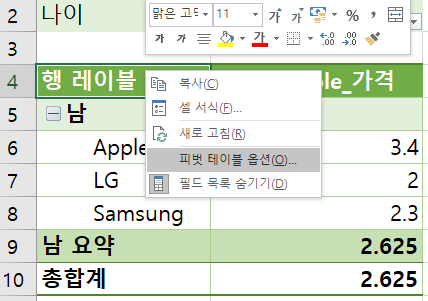 2 나이
맑은 고딕 11 가 가 % ,
3 가 가
4 행 레이블 ple_가격
복사(C)
5 남
셀 서식(F)...
새로 고침(R)
6 Apple 3.4
피벗 테이블 옵션(O)...
7 LG 2
필드 목록 숨기기(D)
8 Samsung 2.3
9 남 요약 2.625
10 총합계 2.625